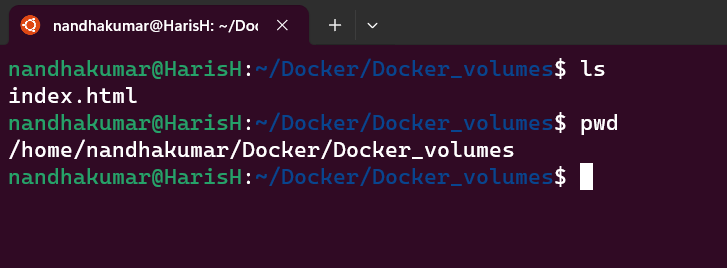 nandhakumar@HarisH: ~/Doc
nandhakumar@HarisH:~/Docker/Docker_volumes$ ls
index.html
nandhakumar@HarisH:~/Docker/Docker_volumes$ pwd
/home/nandhakumar/Docker/Docker_volumes
nandhakumar@HarisH:~/Docker/Docker_volumes$